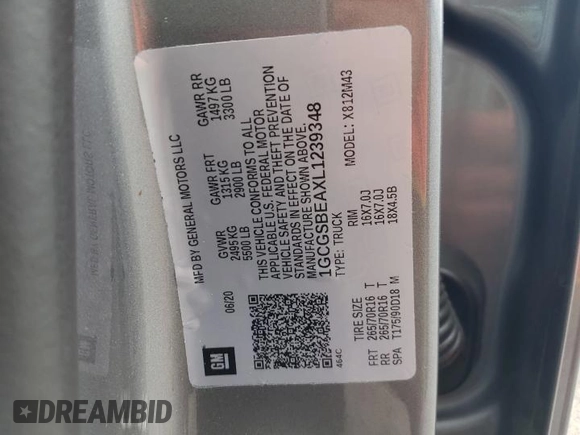 MFD BY GENERAL MOTORS LLC
06/20
GVWR
2495 KG
5500 LB
GAWR FRT
1315 KG
2900 LB
GAWR RR
1497 KG
3300 LB
THIS VEHICLE CONFORMS TO ALL
APPLICABLE U.S. FEDERAL MOTOR
VEHICLE SAFETY AND THEFT PREVENTION
STANDARDS IN EFFECT ON THE DATE OF
MANUFACTURE SHOWN ABOVE.
1GCGSBEAXL1239348
TYPE: TRUCK
MODEL: X812M43
TIRE SIZE
RIM
FRT 265/70R16 T
16X7.0J
RR 265/70R16 T
16X7.0J
SPA T175/90D18 M
18X4.5B
GM
464C
DREAMBID